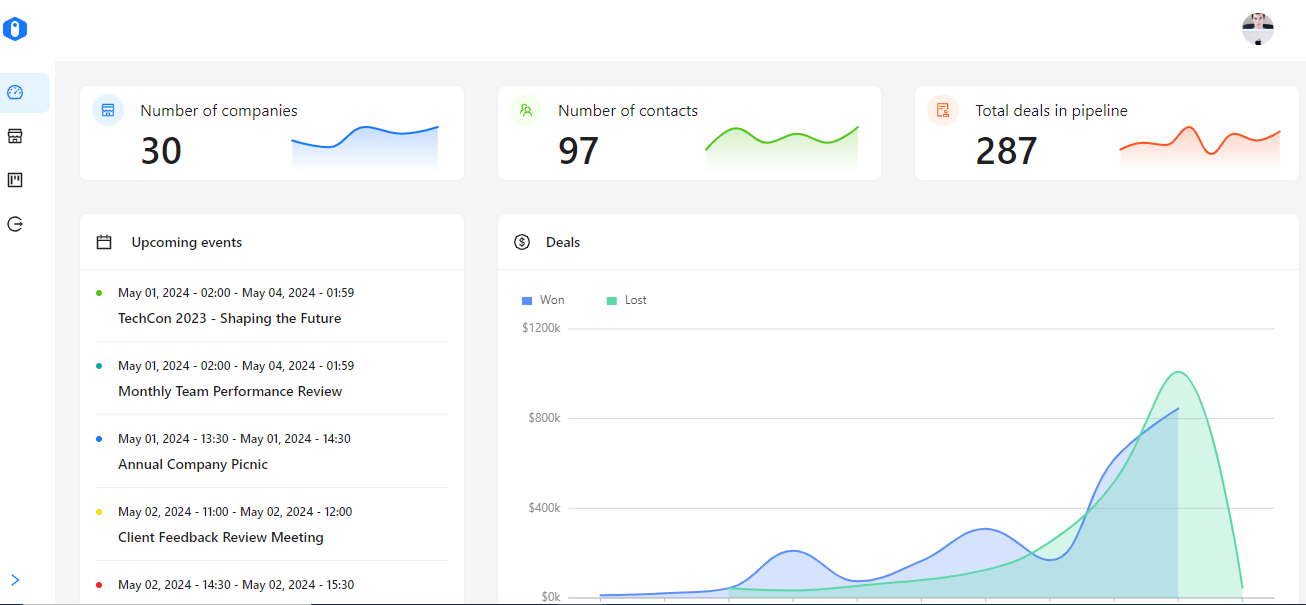 Number of companies
30
Number of contacts
97
Total deals in pipeline
287
Upcoming events
May 01, 2024 - 02:00 - May 04, 2024 - 01:59
TechCon 2023 - Shaping the Future
May 01, 2024 - 02:00 - May 04, 2024 - 01:59
Monthly Team Performance Review
May 01, 2024 - 13:30 - May 01, 2024 - 14:30
Annual Company Picnic
May 02, 2024 - 11:00 - May 02, 2024 - 12:00
Client Feedback Review Meeting
May 02, 2024 - 14:30 - May 02, 2024 - 15:30
Deals
Won Lost
$1200k
$800k
$400k
$0k